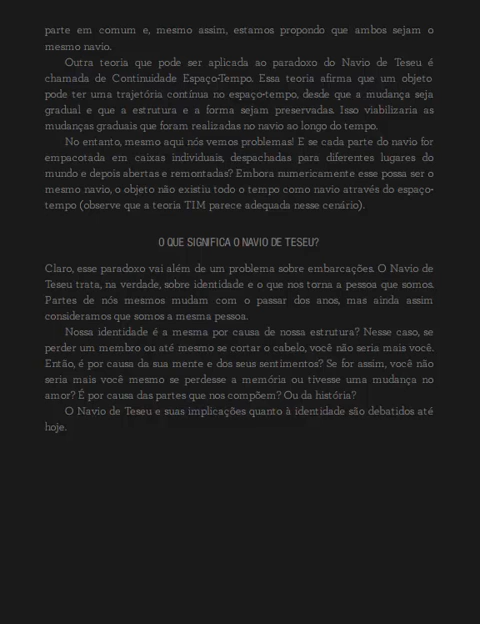 parte em comum e, mesmo assim, estamos propondo que ambos sejam o
mesmo navio.
Outra teoria que pode ser aplicada ao paradoxo do Navio de Teseu é
chamada de Continuidade Espaço-Tempo. Essa teoria afirma que um objeto
pode ter uma trajetória contínua no espaço-tempo, desde que a mudança seja
gradual e que a estrutura e a forma sejam preservadas. Isso viabilizaria as
mudanças graduais que foram realizadas no navio ao longo do tempo.
No entanto, mesmo aqui nós vemos problemas! E se cada parte do navio for
empacotada em caixas individuais, despachadas para diferentes lugares do
mundo e depois abertas e remontadas? Embora numericamente esse possa ser o
mesmo navio, o objeto não existiu todo o tempo como navio através do espaço-
tempo (observe que a teoria TIM parece adequada nesse cenário).
O QUE SIGNIFICA O NAVIO DE TESEU?
Claro, esse paradoxo vai além de um problema sobre embarcações. O Navio de
Teseu trata, na verdade, sobre identidade e o que nos torna a pessoa que somos.
Partes de nós mesmos mudam com o passar dos anos, mas ainda assim
consideramos que somos a mesma pessoa.
Nossa identidade é a mesma por causa de nossa estrutura? Nesse caso, se
perder um membro ou até mesmo se cortar o cabelo, você não seria mais você.
Então, é por causa da sua mente e dos seus sentimentos? Se for assim, você não
seria mais você mesmo se perdesse a memória ou tivesse uma mudança no
amor? É por causa das partes que nos compõem? Ou da história?
O Navio de Teseu e suas implicações quanto à identidade são debatidos até
hoje.